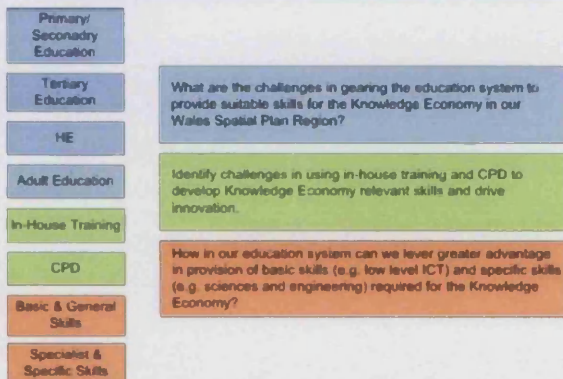 Primary/
Seconadry
Education
Tertiary
Education
HE
Adult Education
In-House Training
CPD
Basic & General
Skills
Specialist &
Specific Skills
What are the challenges in gearing the education system to
provide suitable skills for the Knowledge Economy in our
Wales Spatial Plan Region?
Identify challenges in using in-house training and CPD to
develop Knowledge Economy relevant skills and drive
innovation.
How in our education system can we lever greater advantage
in provision of basic skills (e.g. low level ICT) and specific skills
(e.g. sciences and engineering) required for the Knowledge
Economy?